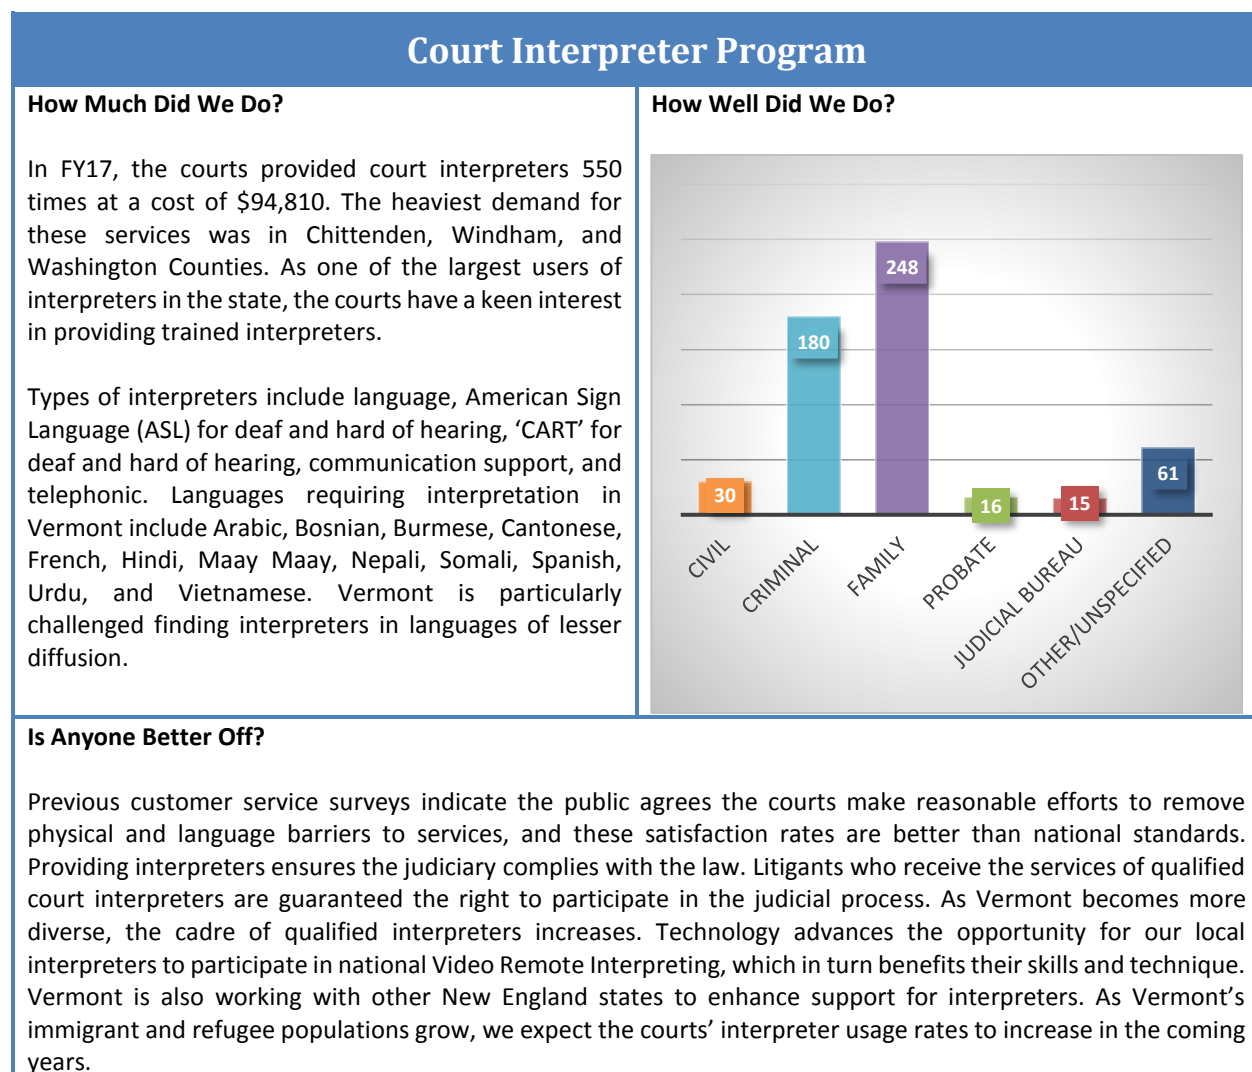 Court Interpreter Program
How Much Did We Do?
In FY17, the courts provided court interpreters 550
times at a cost of $94,810. The heaviest demand for
these services was in Chittenden, Windham, and
Washington Counties. As one of the largest users of
interpreters in the state, the courts have a keen interest
in providing trained interpreters.
Types of interpreters include language, American Sign
Language (ASL) for deaf and hard of hearing, ‘CART’ for
deaf and hard of hearing, communication support, and
telephonic. Languages requiring interpretation in
Vermont include Arabic, Bosnian, Burmese, Cantonese,
French, Hindi, Maay Maay, Nepali, Somali, Spanish,
Urdu, and Vietnamese. Vermont is particularly
challenged finding interpreters in languages of lesser
diffusion.
How Well Did We Do?
30
180
248
16
15
61
CIVIL
CRIMINAL
FAMILY
PROBATE
JUDICIAL BUREAU
OTHER/UNSPECIFIED
Is Anyone Better Off?
Previous customer service surveys indicate the public agrees the courts make reasonable efforts to remove
physical and language barriers to services, and these satisfaction rates are better than national standards.
Providing interpreters ensures the judiciary complies with the law. Litigants who receive the services of qualified
court interpreters are guaranteed the right to participate in the judicial process. As Vermont becomes more
diverse, the cadre of qualified interpreters increases. Technology advances the opportunity for our local
interpreters to participate in national Video Remote Interpreting, which in turn benefits their skills and technique.
Vermont is also working with other New England states to enhance support for interpreters. As Vermont’s
immigrant and refugee populations grow, we expect the courts’ interpreter usage rates to increase in the coming
years.